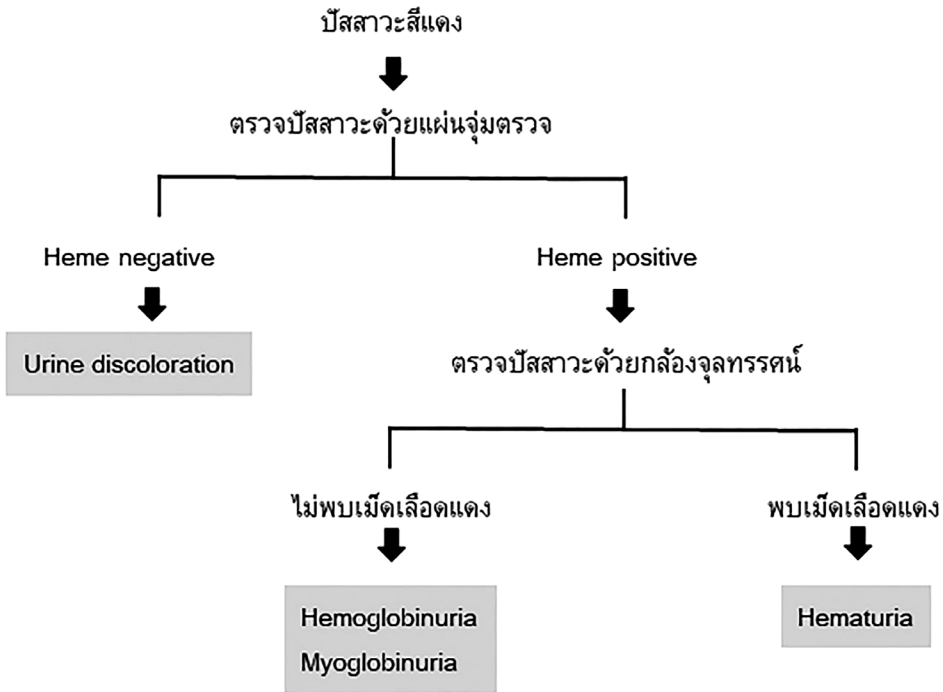 ปัสสาวะสีแดง
ตรวจปัสสาวะด้วยแผ่นจุ่มตรวจ
Heme negative
Heme positive
Urine discoloration
ตรวจปัสสาวะด้วยกล้องจุลทรรศน์
ไม่พบเม็ดเลือดแดง
พบเม็ดเลือดแดง
Hemoglobinuria
Myoglobinuria
Hematuria